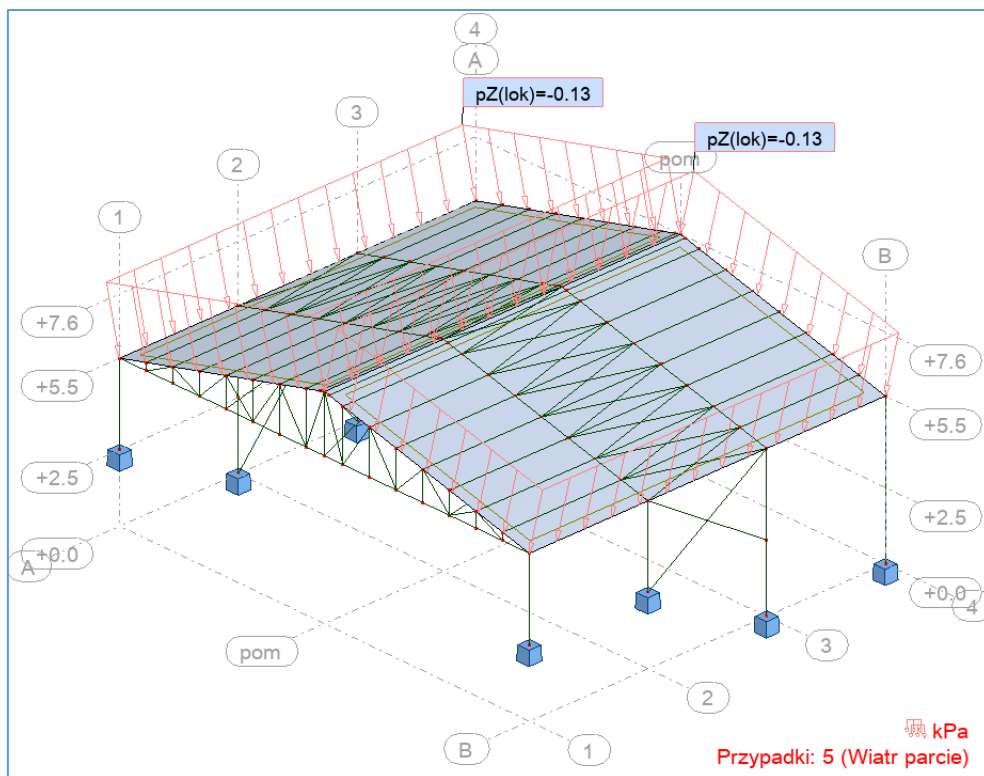 4
A
pZ(lok)=-0.13
3
pZ(lok)=-0.13
pom
2
1
B
+7.6
+7.6
+5.5
+5.5
+2.5
+2.5
+0.0
A
+0.0
4
3
pom
2
B
1
kPa
Przypadki: 5 (Wiatr parcie)